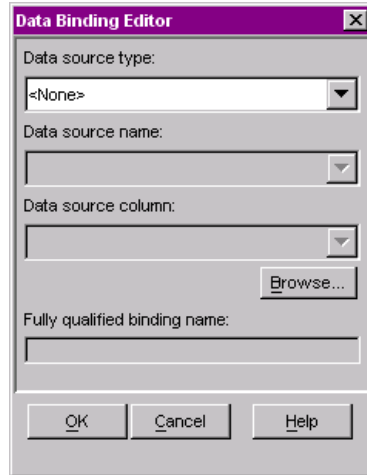 Data Binding Editor
Data source type:
<None>
Data source name:
Data source column:
Browse...
Fully qualified binding name:
OK Cancel Help